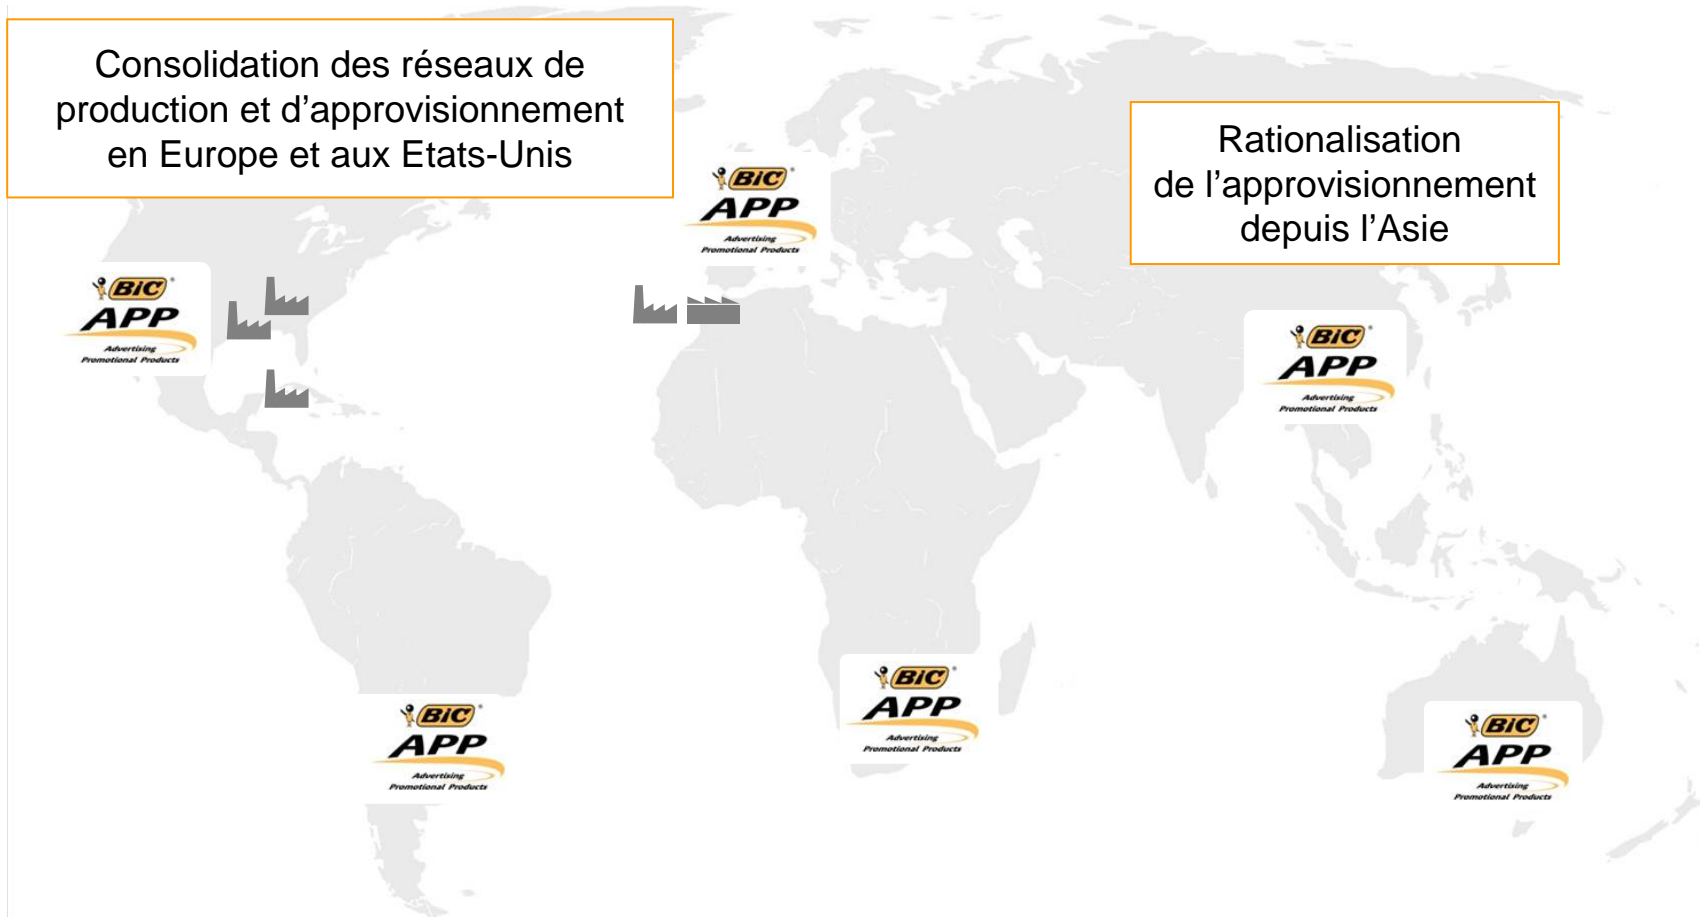 Consolidation des réseaux de
production et d’approvisionnement
en Europe et aux Etats-Unis
Rationalisation
de l’approvisionnement
depuis l’Asie
BiC®
APP
Advertising
Promotional Products
BiC®
APP
Advertising
Promotional Products
BiC®
APP
Advertising
Promotional Products
BiC®
APP
Advertising
Promotional Products
BiC®
APP
Advertising
Promotional Products
BiC®
APP
Advertising
Promotional Products